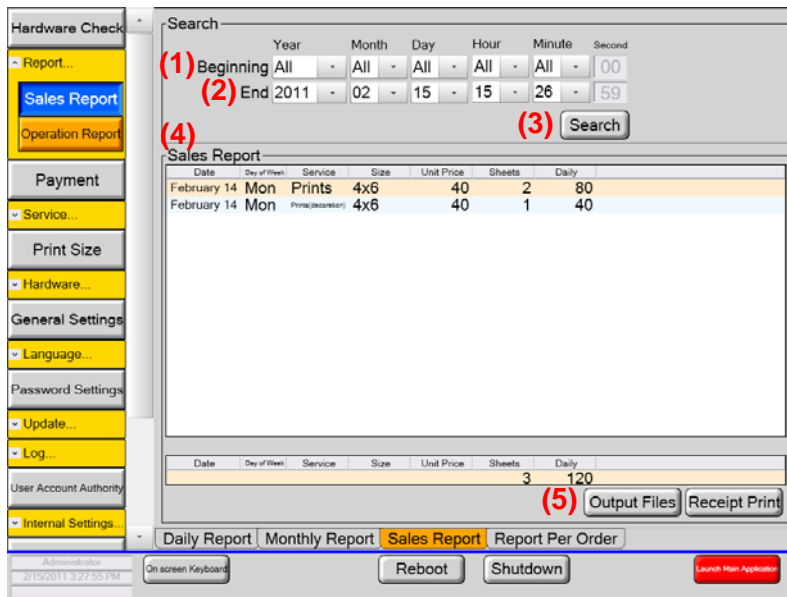 Hardware Check
Report...
Sales Report
Operation Report
Payment
Service...
Print Size
Hardware...
General Settings
Language...
Password Settings
Update...
Log...
User Account Authority
Internal Settings...
Search
Year Month Day Hour Minute Second
(1) Beginning All All All All All 00
(2) End 2011 02 15 15 26 59
(3) Search
(4)
Sales Report
Date Day of Week Service Size Unit Price Sheets Daily
February 14 Mon Prints 4x6 40 2 80
February 14 Mon Prints(decoration) 4x6 40 1 40
Date Day of Week Service Size Unit Price Sheets Daily
3 120
(5) Output Files Receipt Print
Daily Report Monthly Report Sales Report Report Per Order
Administrator
2/15/2011 3:27:55 PM
On screen Keyboard Reboot Shutdown Launch Main Application